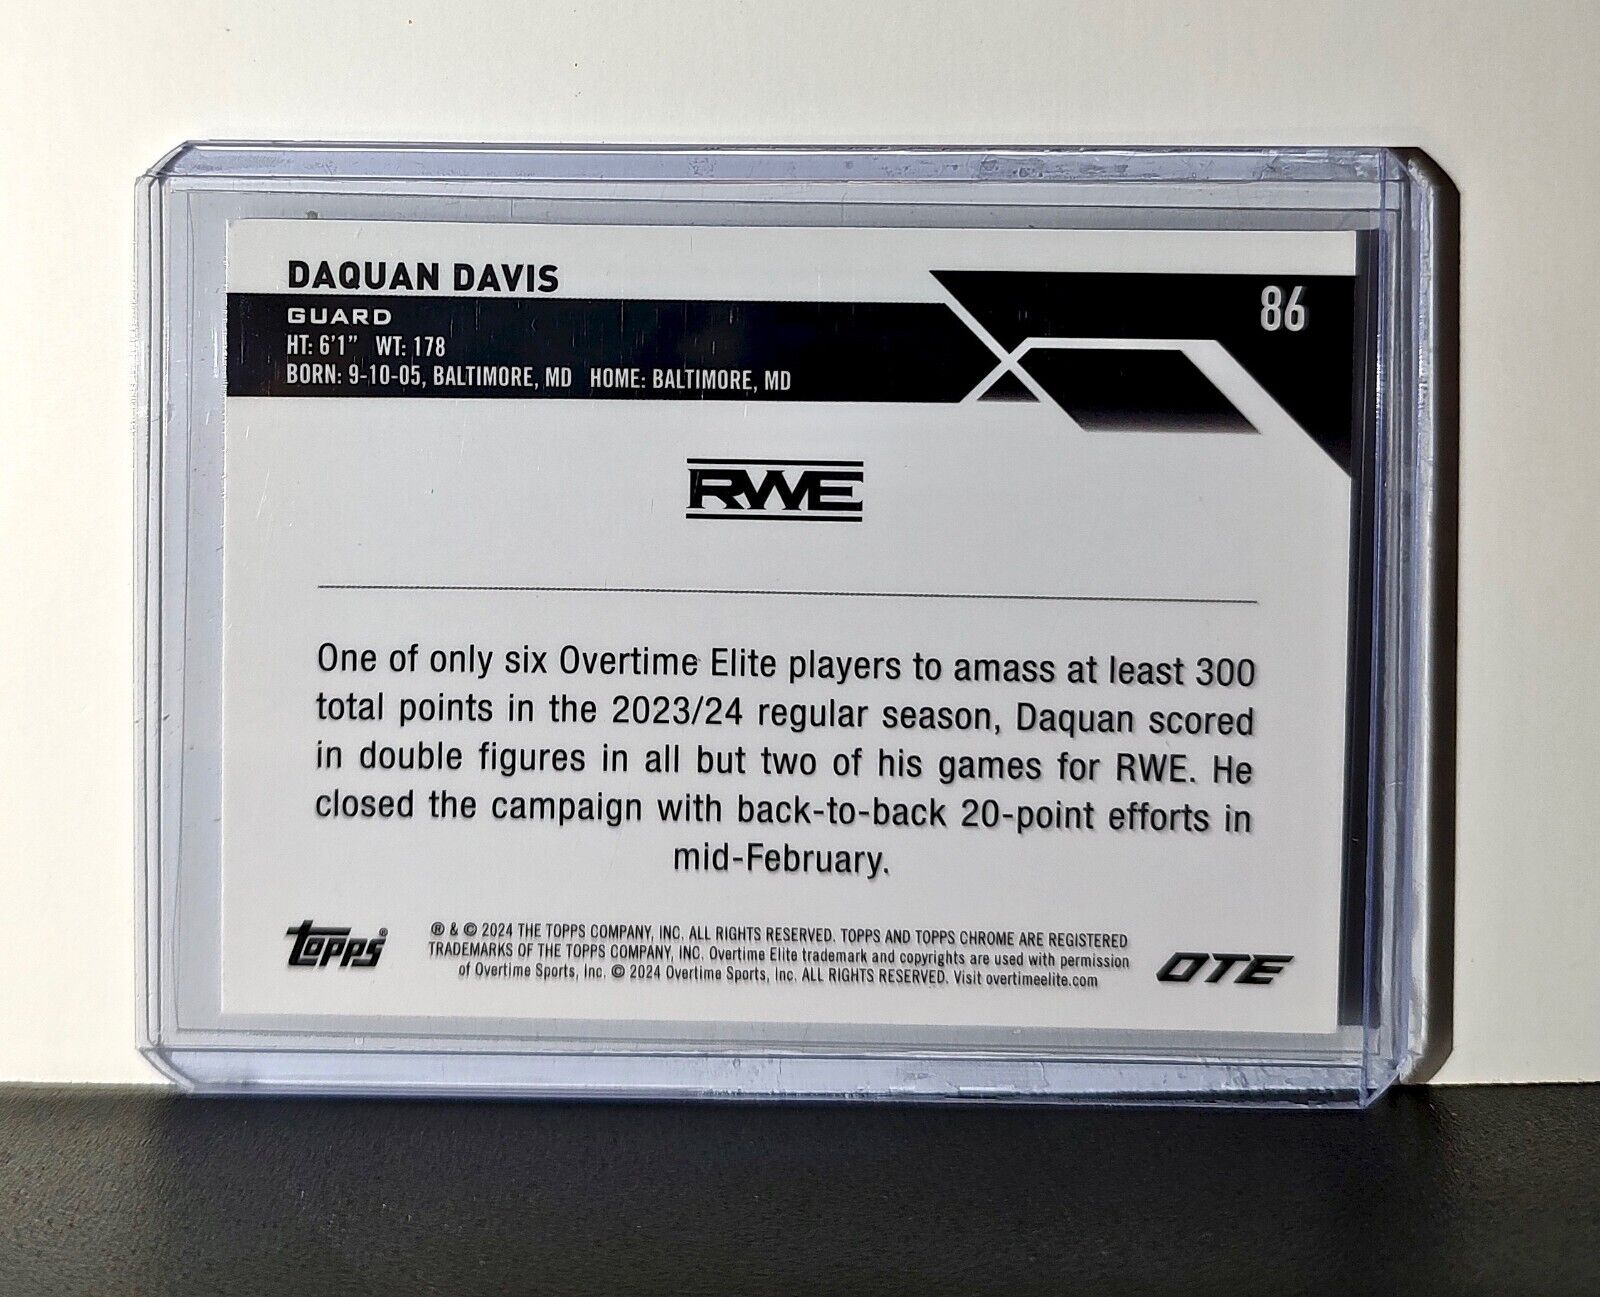 DAQUAN DAVIS
86
GUARD
HT: 6'1" WT: 178
BORN: 9-10-05, BALTIMORE, MD HOME: BALTIMORE, MD
RWE
One of only six Overtime Elite players to amass at least 300
total points in the 2023/24 regular season, Daquan scored
in double figures in all but two of his games for RWE. He
closed the campaign with back-to-back 20-point efforts in
mid-February.
topps®
® & © 2024 THE TOPPS COMPANY, INC. ALL RIGHTS RESERVED. TOPPS AND TOPPS CHROME ARE REGISTERED
TRADEMARKS OF THE TOPPS COMPANY, INC. Overtime Elite trademark and copyrights are used with permission
of Overtime Sports, Inc. © 2024 Overtime Sports, Inc. ALL RIGHTS RESERVED. Visit overtimeelite.com
OTE